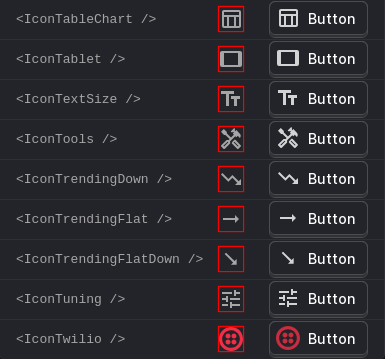 <IconTableChart /> Button
<IconTablet /> Button
<IconTextSize /> Button
<IconTools /> Button
<IconTrendingDown /> Button
<IconTrendingFlat /> Button
<IconTrendingFlatDown /> Button
<IconTuning /> Button
<IconTwilio /> Button